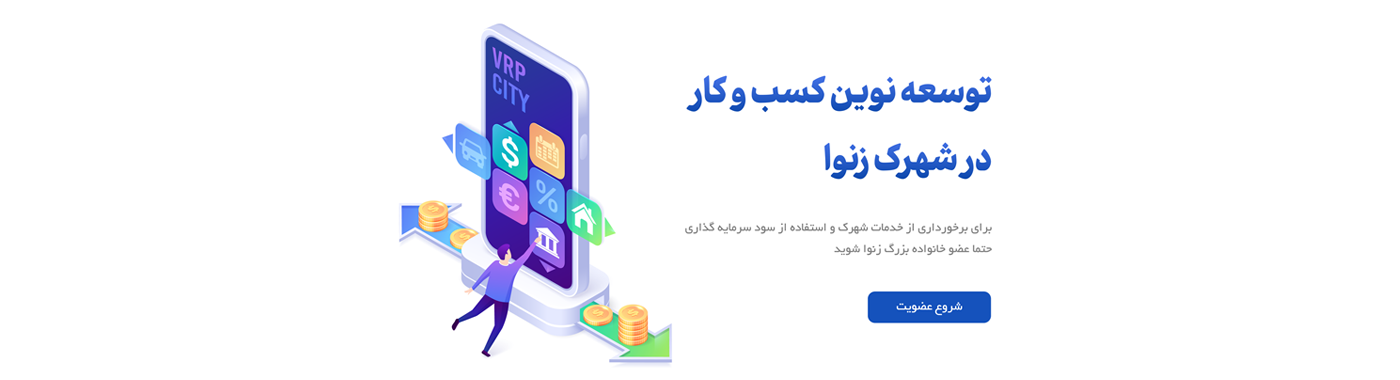 توسعه نوین کسب و کار
در شهرک زنوا
برای برخورداری از خدمات شهرک و استفاده از سود سرمایه گذاری
حتما عضو خانواده بزرگ زنوا شوید
شروع عضویت
VRP
CITY